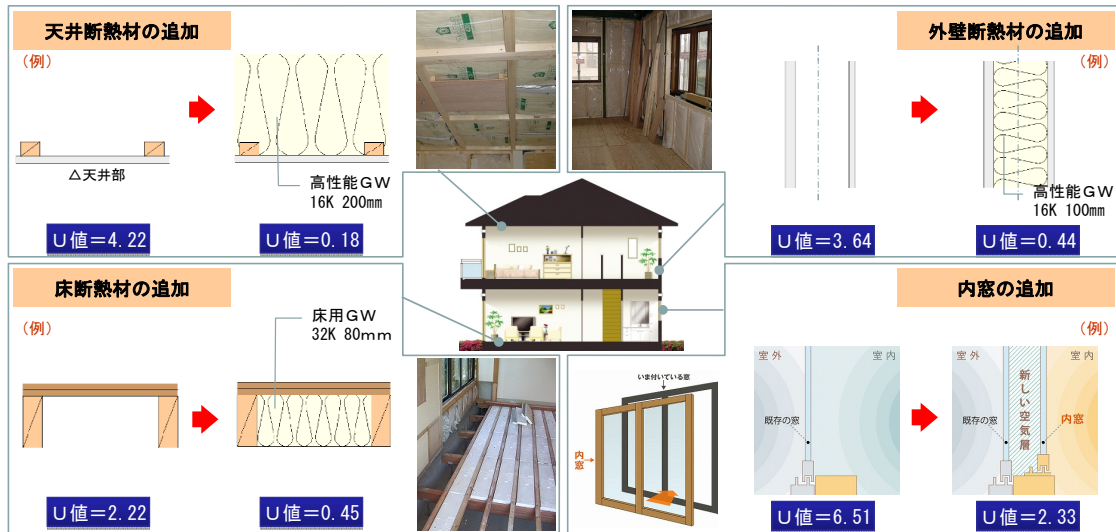 天井断熱材の追加
(例)
△天井部
高性能GW
16K 200mm
U値=4.22
U値=0.18
外壁断熱材の追加
(例)
高性能GW
16K 100mm
U値=3.64
U値=0.44
床断熱材の追加
(例)
床用GW
32K 80mm
U値=2.22
U値=0.45
内窓の追加
(例)
いま付いている窓
内窓
室外
室内
既存の窓
室外
室内
新しい空気層
既存の窓
内窓
U値=6.51
U値=2.33